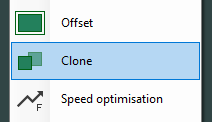 Offset
Clone
F
Speed optimisation